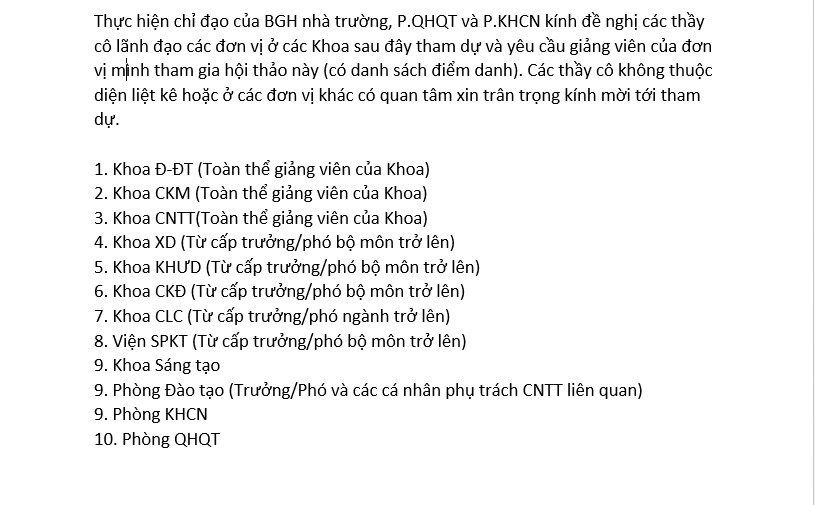 Thực hiện chỉ đạo của BGH nhà trường, P.QHQT và P.KHCN kính đề nghị các thầy
cô lãnh đạo các đơn vị ở các Khoa sau đây tham dự và yêu cầu giảng viên của đơn
vị mình tham gia hội thảo này (có danh sách điểm danh). Các thầy cô không thuộc
diện liệt kê hoặc ở các đơn vị khác có quan tâm xin trân trọng kính mời tới tham
dự.
1. Khoa Đ-ĐT (Toàn thể giảng viên của Khoa)
2. Khoa CKM (Toàn thể giảng viên của Khoa)
3. Khoa CNTT(Toàn thể giảng viên của Khoa)
4. Khoa XD (Từ cấp trưởng/phó bộ môn trở lên)
5. Khoa KHƯD (Từ cấp trưởng/phó bộ môn trở lên)
6. Khoa CKĐ (Từ cấp trưởng/phó bộ môn trở lên)
7. Khoa CLC (Từ cấp trưởng/phó ngành trở lên)
8. Viện SPKT (Từ cấp trưởng/phó bộ môn trở lên)
9. Khoa Sáng tạo
9. Phòng Đào tạo (Trưởng/Phó và các cá nhân phụ trách CNTT liên quan)
9. Phòng KHCN
10. Phòng QHQT